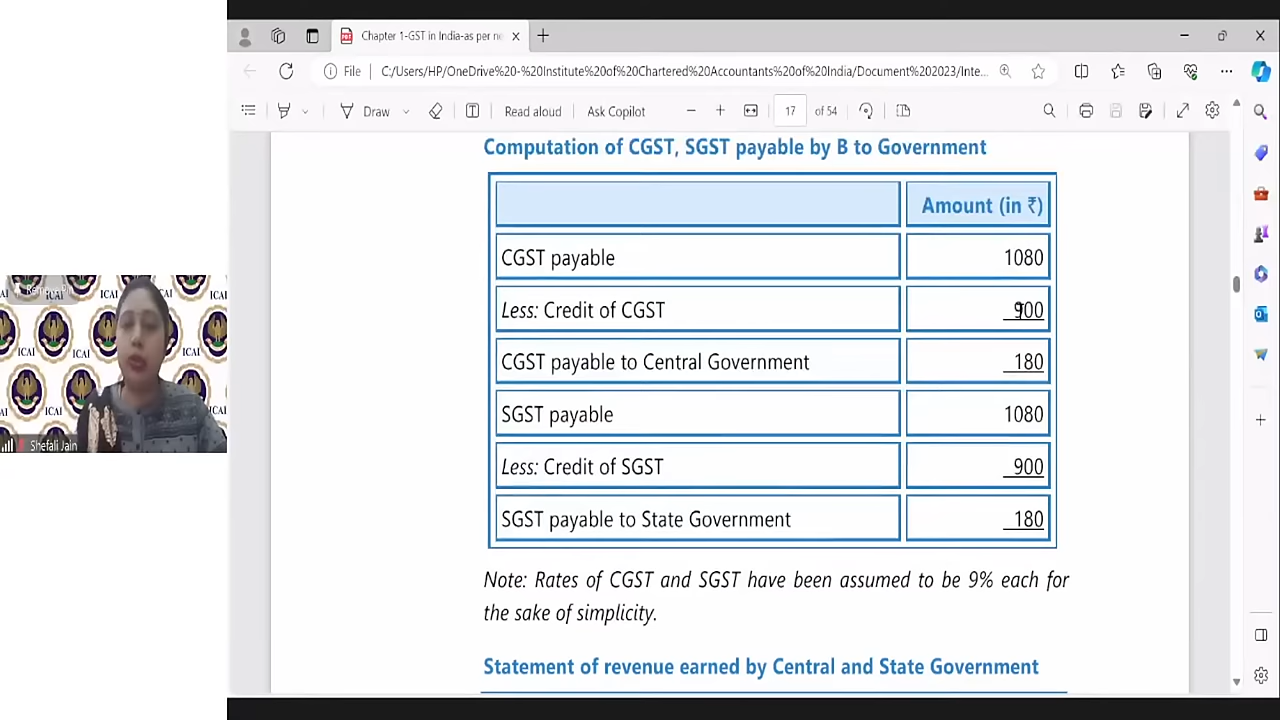 Chapter 1-GST in India-as per ne
File
C:/Users/HP/OneDrive%20-%20Institute%20of%20Chartered%20Accountants%20of%20India/Document%202023/Inte...
Draw
Read aloud
Ask Copilot
17
of 54
Computation of CGST, SGST payable by B to Government
Amount (in ₹)
CGST payable
1080
Less: Credit of CGST
900
CGST payable to Central Government
180
SGST payable
1080
Less: Credit of SGST
900
SGST payable to State Government
180
Note: Rates of CGST and SGST have been assumed to be 9% each for
the sake of simplicity.
Statement of revenue earned by Central and State Government
ICAI
ICAI
ICAI
ICAI
Shefali Jain